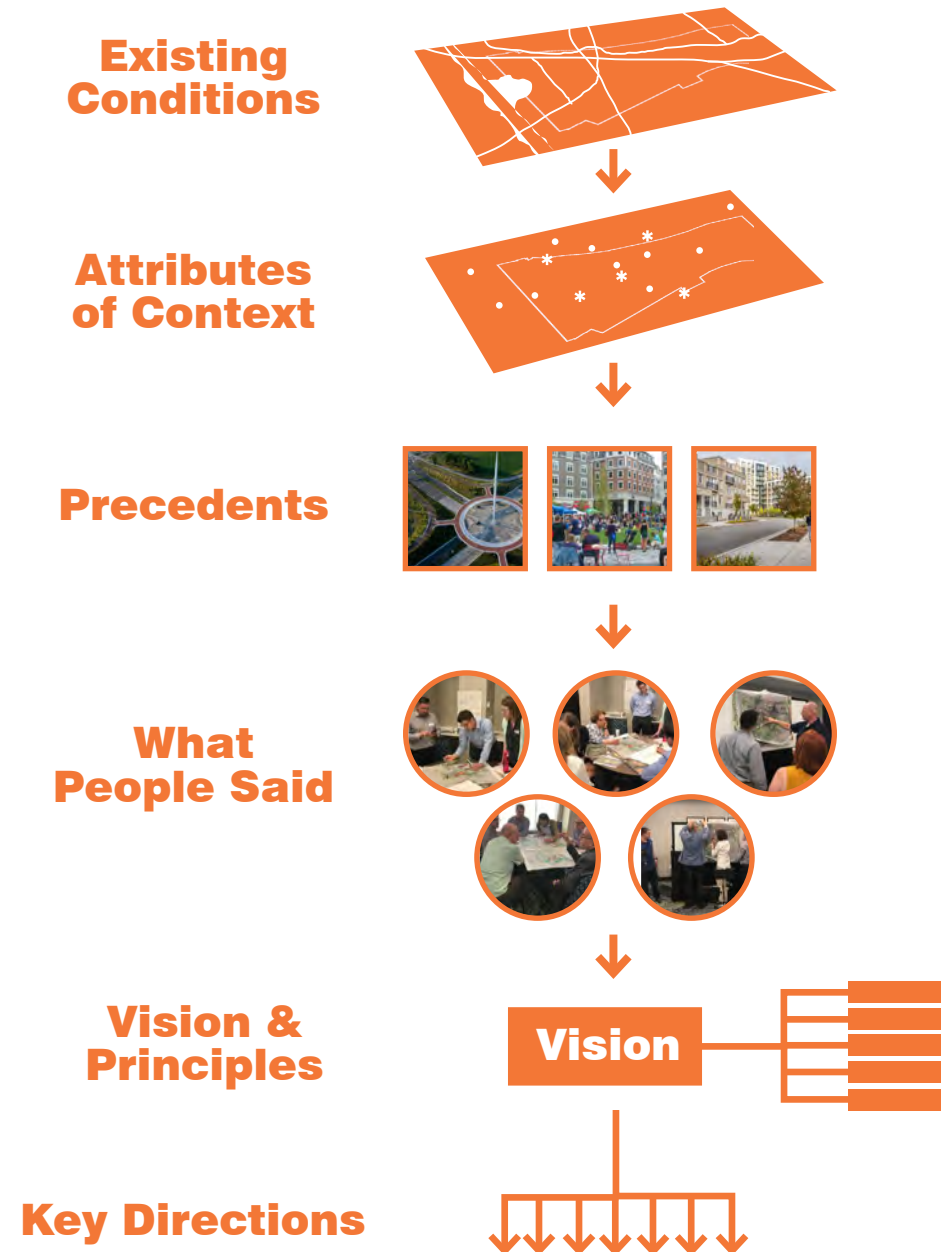 Existing
Conditions
Attributes
of Context
Precedents
What
People Said
Vision &
Principles
Vision
Key Directions